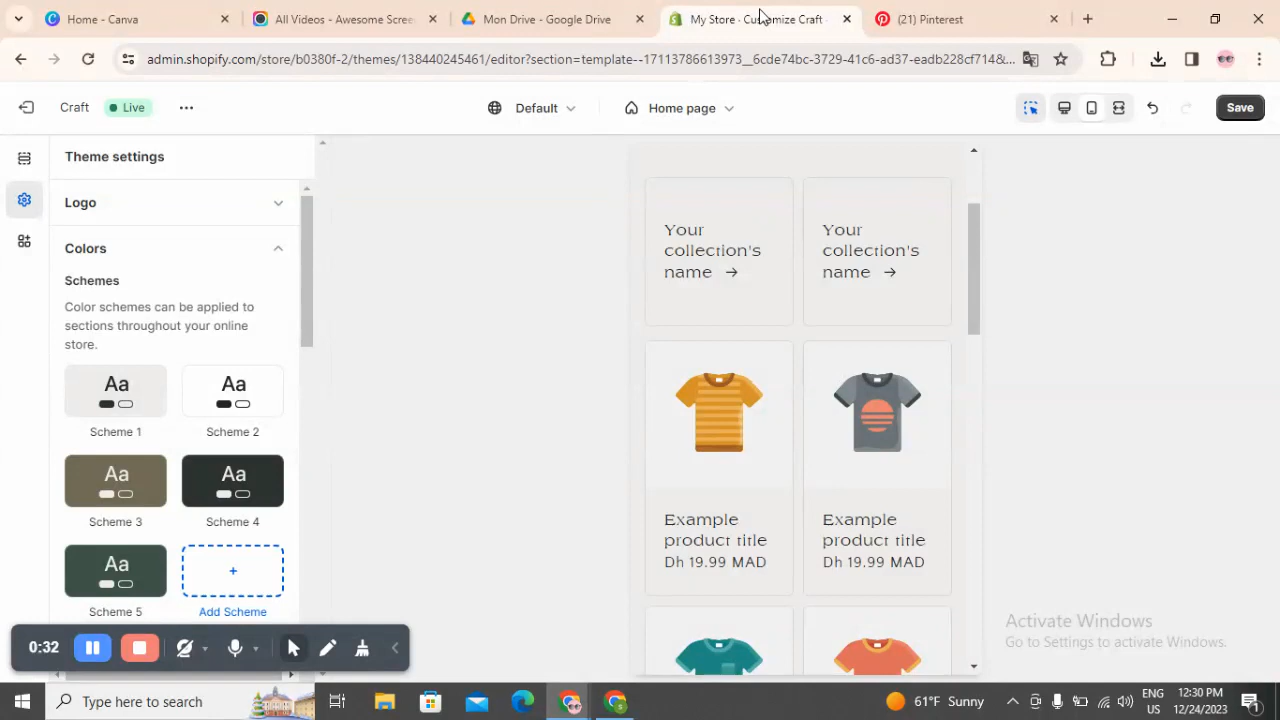 Home - Canva
All Videos - Awesome Scree
Mon Drive - Google Drive
My Store · Customize Craft ·
(21) Pinterest
admin.shopify.com/store/b0380f-2/themes/138440245461/editor?section=template--17113786613973__6cde74bc-3729-41c6-ad37-eadb228cf714&...
Craft
Live
Default
Home page
Save
Theme settings
Logo
Colors
Schemes
Color schemes can be applied to
sections throughout your online
store.
Aa
Aa
Scheme 1
Scheme 2
Aa
Aa
Scheme 3
Scheme 4
Aa
+
Scheme 5
Add Scheme
Your
collection's
name →
Your
collection's
name →
Example
product title
Dh 19.99 MAD
Example
product title
Dh 19.99 MAD
Activate Windows
Go to Settings to activate Windows.
0:32
Type here to search
61°F Sunny
ENG
US
12:30 PM
12/24/2023
1